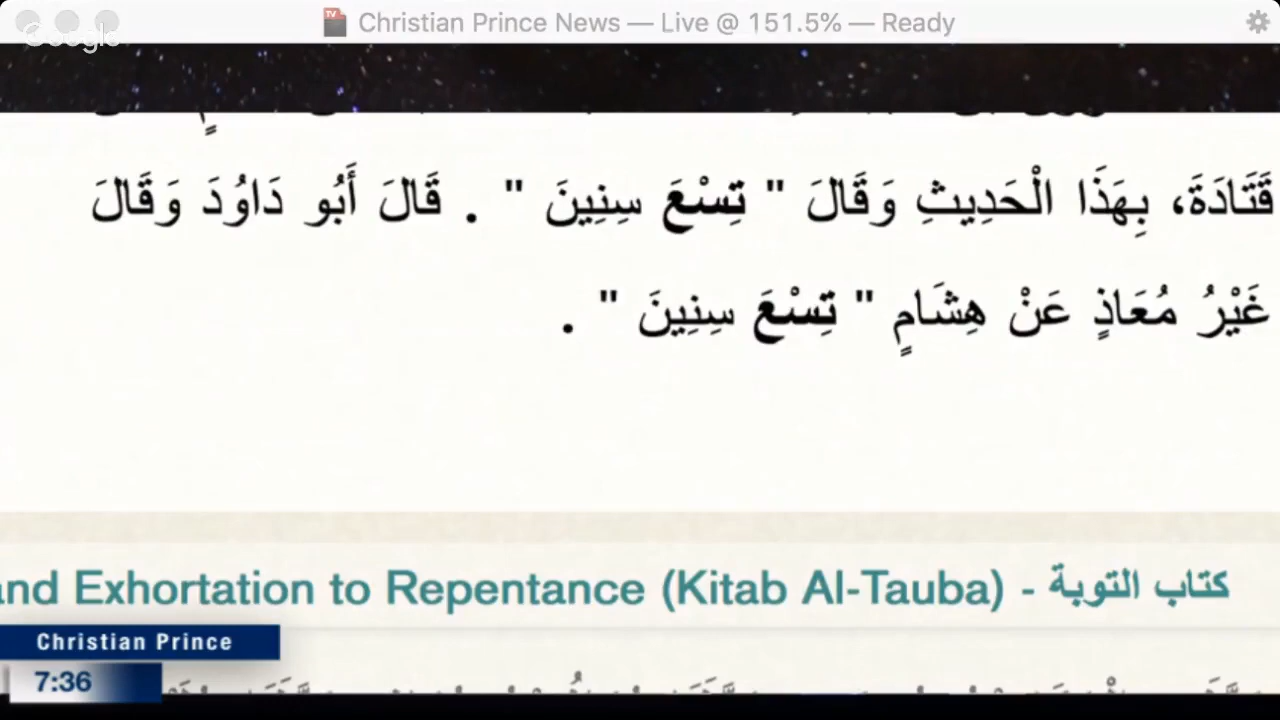 Christian Prince News — Live @ 151.5% — Ready
Google
قَتَادَةَ، بِهَذَا الْحَدِيثِ وَقَالَ " تِسْعَ سِنِينَ " . قَالَ أَبُو دَاوُدَ وَقَالَ
غَيْرُ مُعَاذٍ عَنْ هِشَامٍ " تِسْعَ سِنِينَ " .
and Exhortation to Repentance (Kitab Al-Tauba) - كتاب التوبة
Christian Prince
7:36